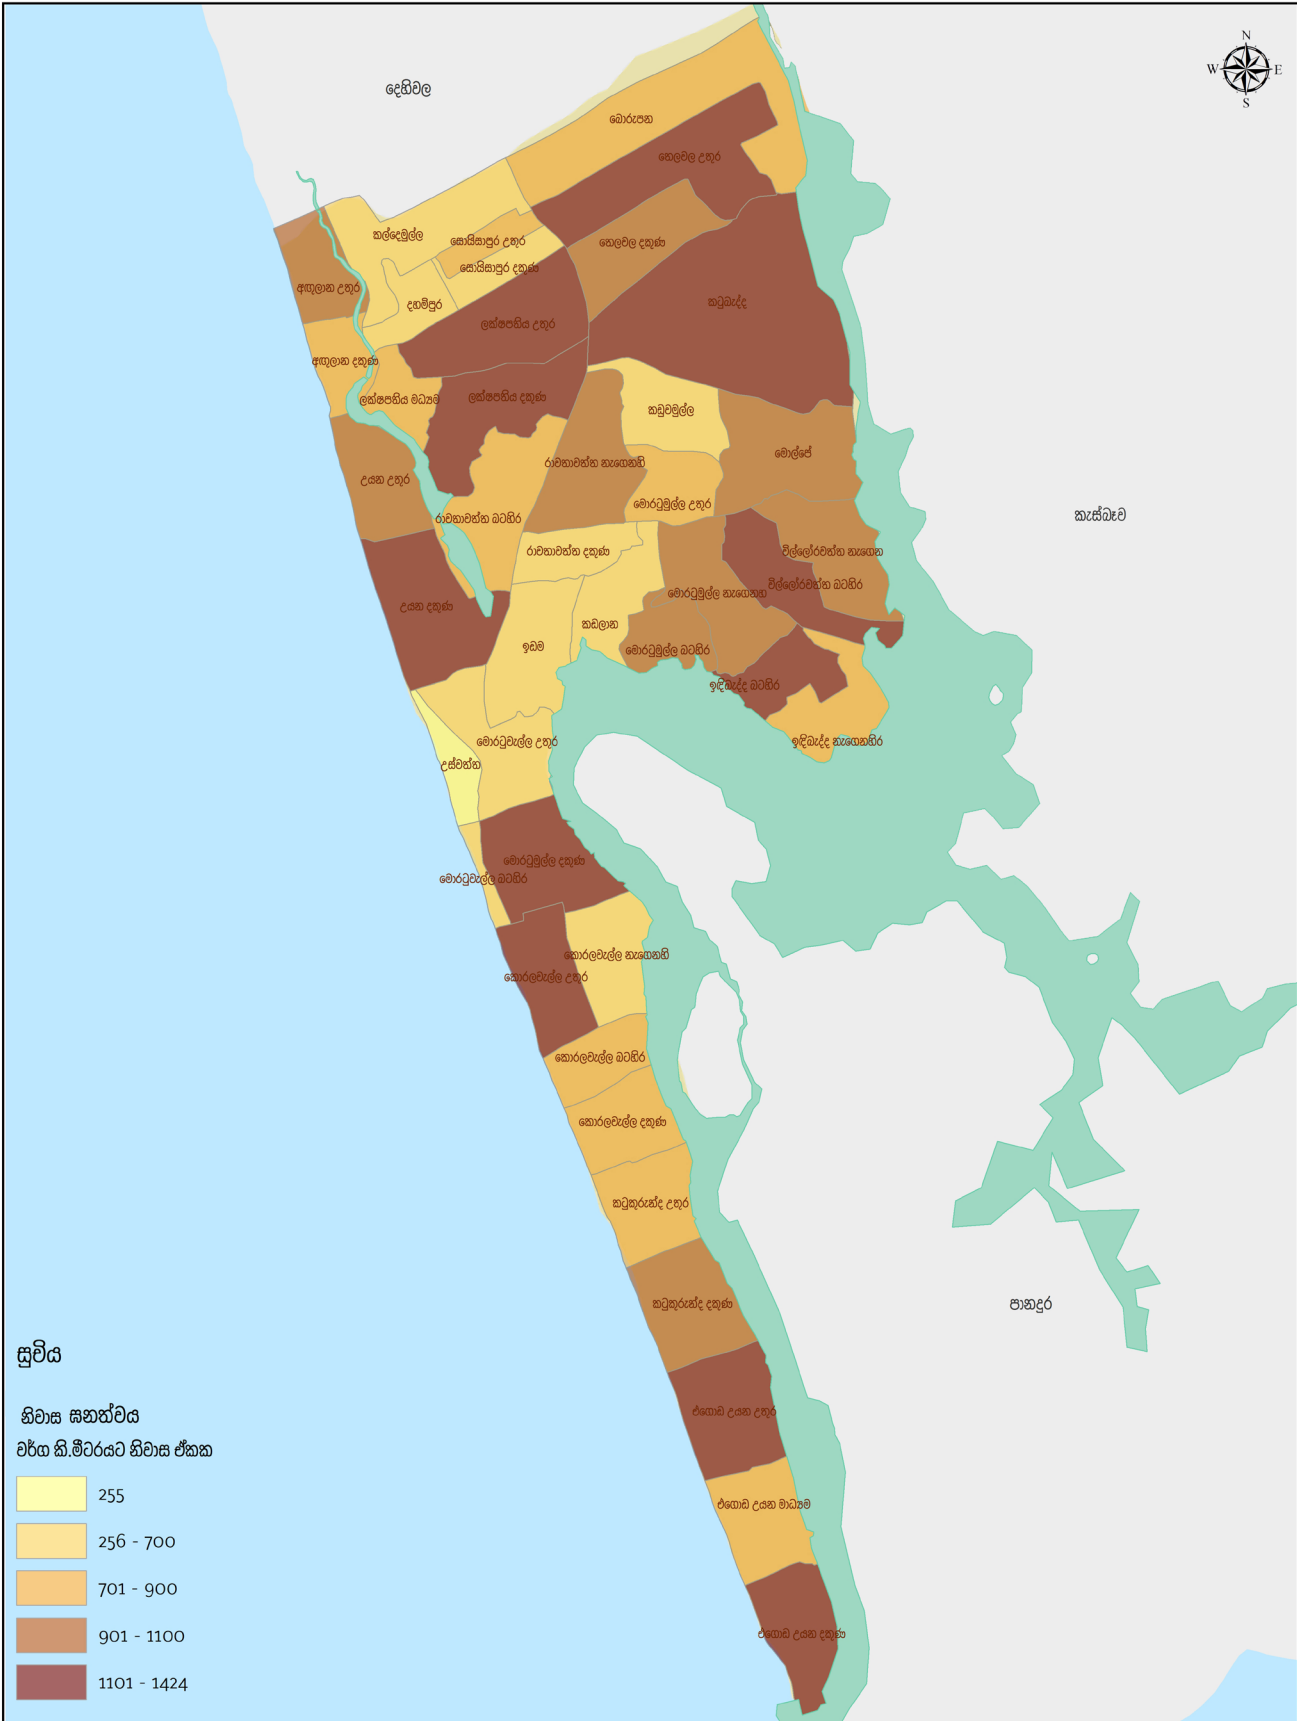 N
W E
S
දෙහිවල
බොරුපන
තෙලවල උතුර
කල්දෙමුල්ල
සොයිසාපුර උතුර
තෙලවල දකුණ
සොයිසාපුර දකුණ
අඟුලාන උතුර
දහම්පුර
කටුබැද්ද
ලක්ෂපතිය උතුර
අඟුලාන දකුණ
ලක්ෂපතිය මධ්‍යම
ලක්ෂපතිය දකුණ
කඩුවමුල්ල
මොල්පේ
රාවතාවත්ත නැගෙනහි
උයන උතුර
මොරටුමුල්ල උතුර
රාවතාවත්ත බටහිර
කැස්බෑව
රාවතාවත්ත දකුණ
විල්ලෝරවත්ත නැගෙන
විල්ලෝරවත්ත බටහිර
මොරටුමුල්ල නැගෙනහ
උයන දකුණ
කඩලාන
ඉඩම
මොරටුමුල්ල බටහිර
ඉඳිබැද්ද බටහිර
මොරටුවැල්ල උතුර
ඉඳිබැද්ද නැගෙනහිර
උස්වත්ත
මොරටුමුල්ල දකුණ
මොරටුවැල්ල බටහිර
කොරලවැල්ල නැගෙනහි
කොරලවැල්ල උතුර
කොරලවැල්ල බටහිර
කොරලවැල්ල දකුණ
කටුකුරුන්ද උතුර
කටුකුරුන්ද දකුණ
පානදුර
එගොඩ උයන උතුර
එගොඩ උයන මාධ්‍යම
එගොඩ උයන දකුණ
සුචිය
නිවාස ඝනත්වය
වර්ග කි.මීටරයට නිවාස ඒකක
255
256 - 700
701 - 900
901 - 1100
1101 - 1424